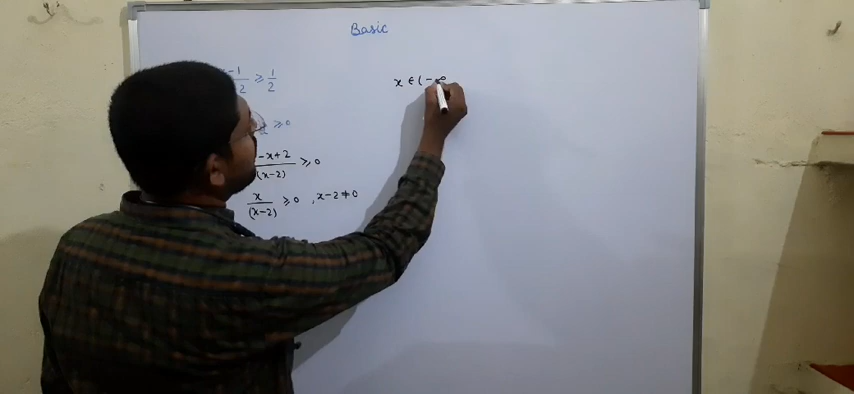 Basic
-1/2 ≥ 1/2
≥ 0
-x+2/(x-2) ≥ 0
x/(x-2) ≥ 0 , x-2 ≠ 0
x ∈ (-∞